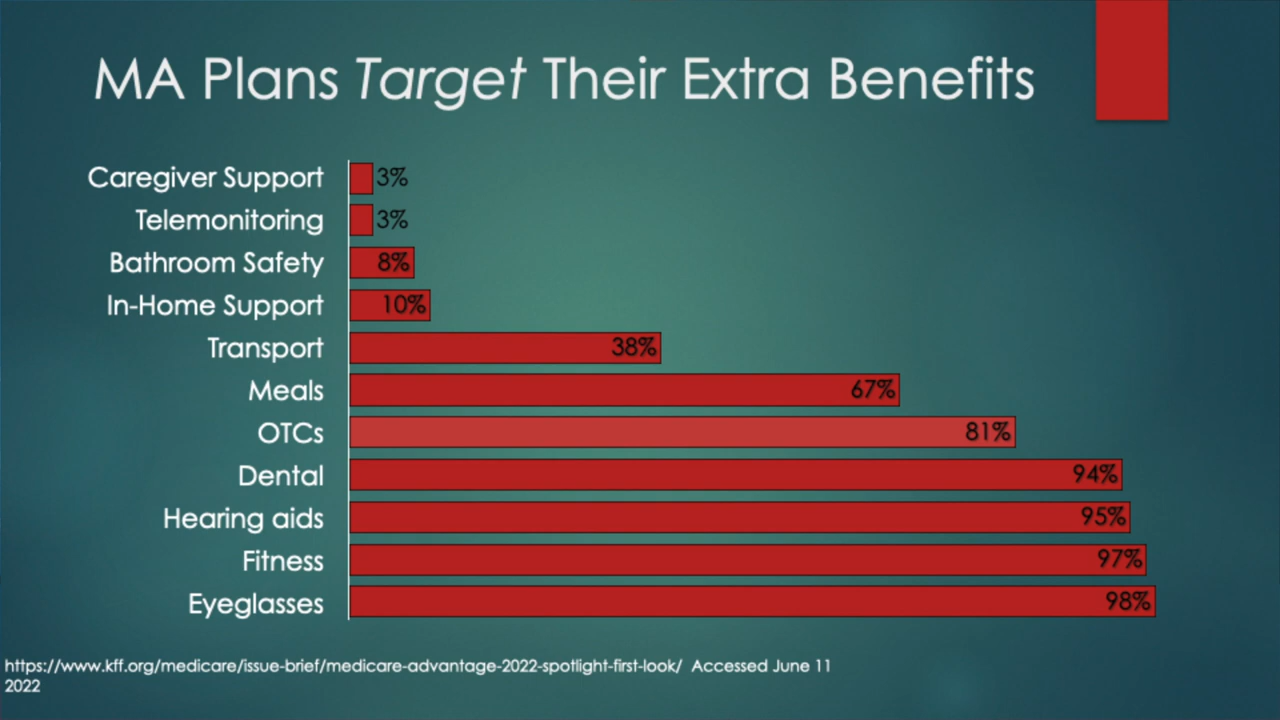 MA Plans Target Their Extra Benefits
Caregiver Support 3%
Telemonitoring 3%
Bathroom Safety 8%
In-Home Support 10%
Transport 38%
Meals 67%
OTCs 81%
Dental 94%
Hearing aids 95%
Fitness 97%
Eyeglasses 98%
https://www.kff.org/medicare/issue-brief/medicare-advantage-2022-spotlight-first-look/ Accessed June 11
2022